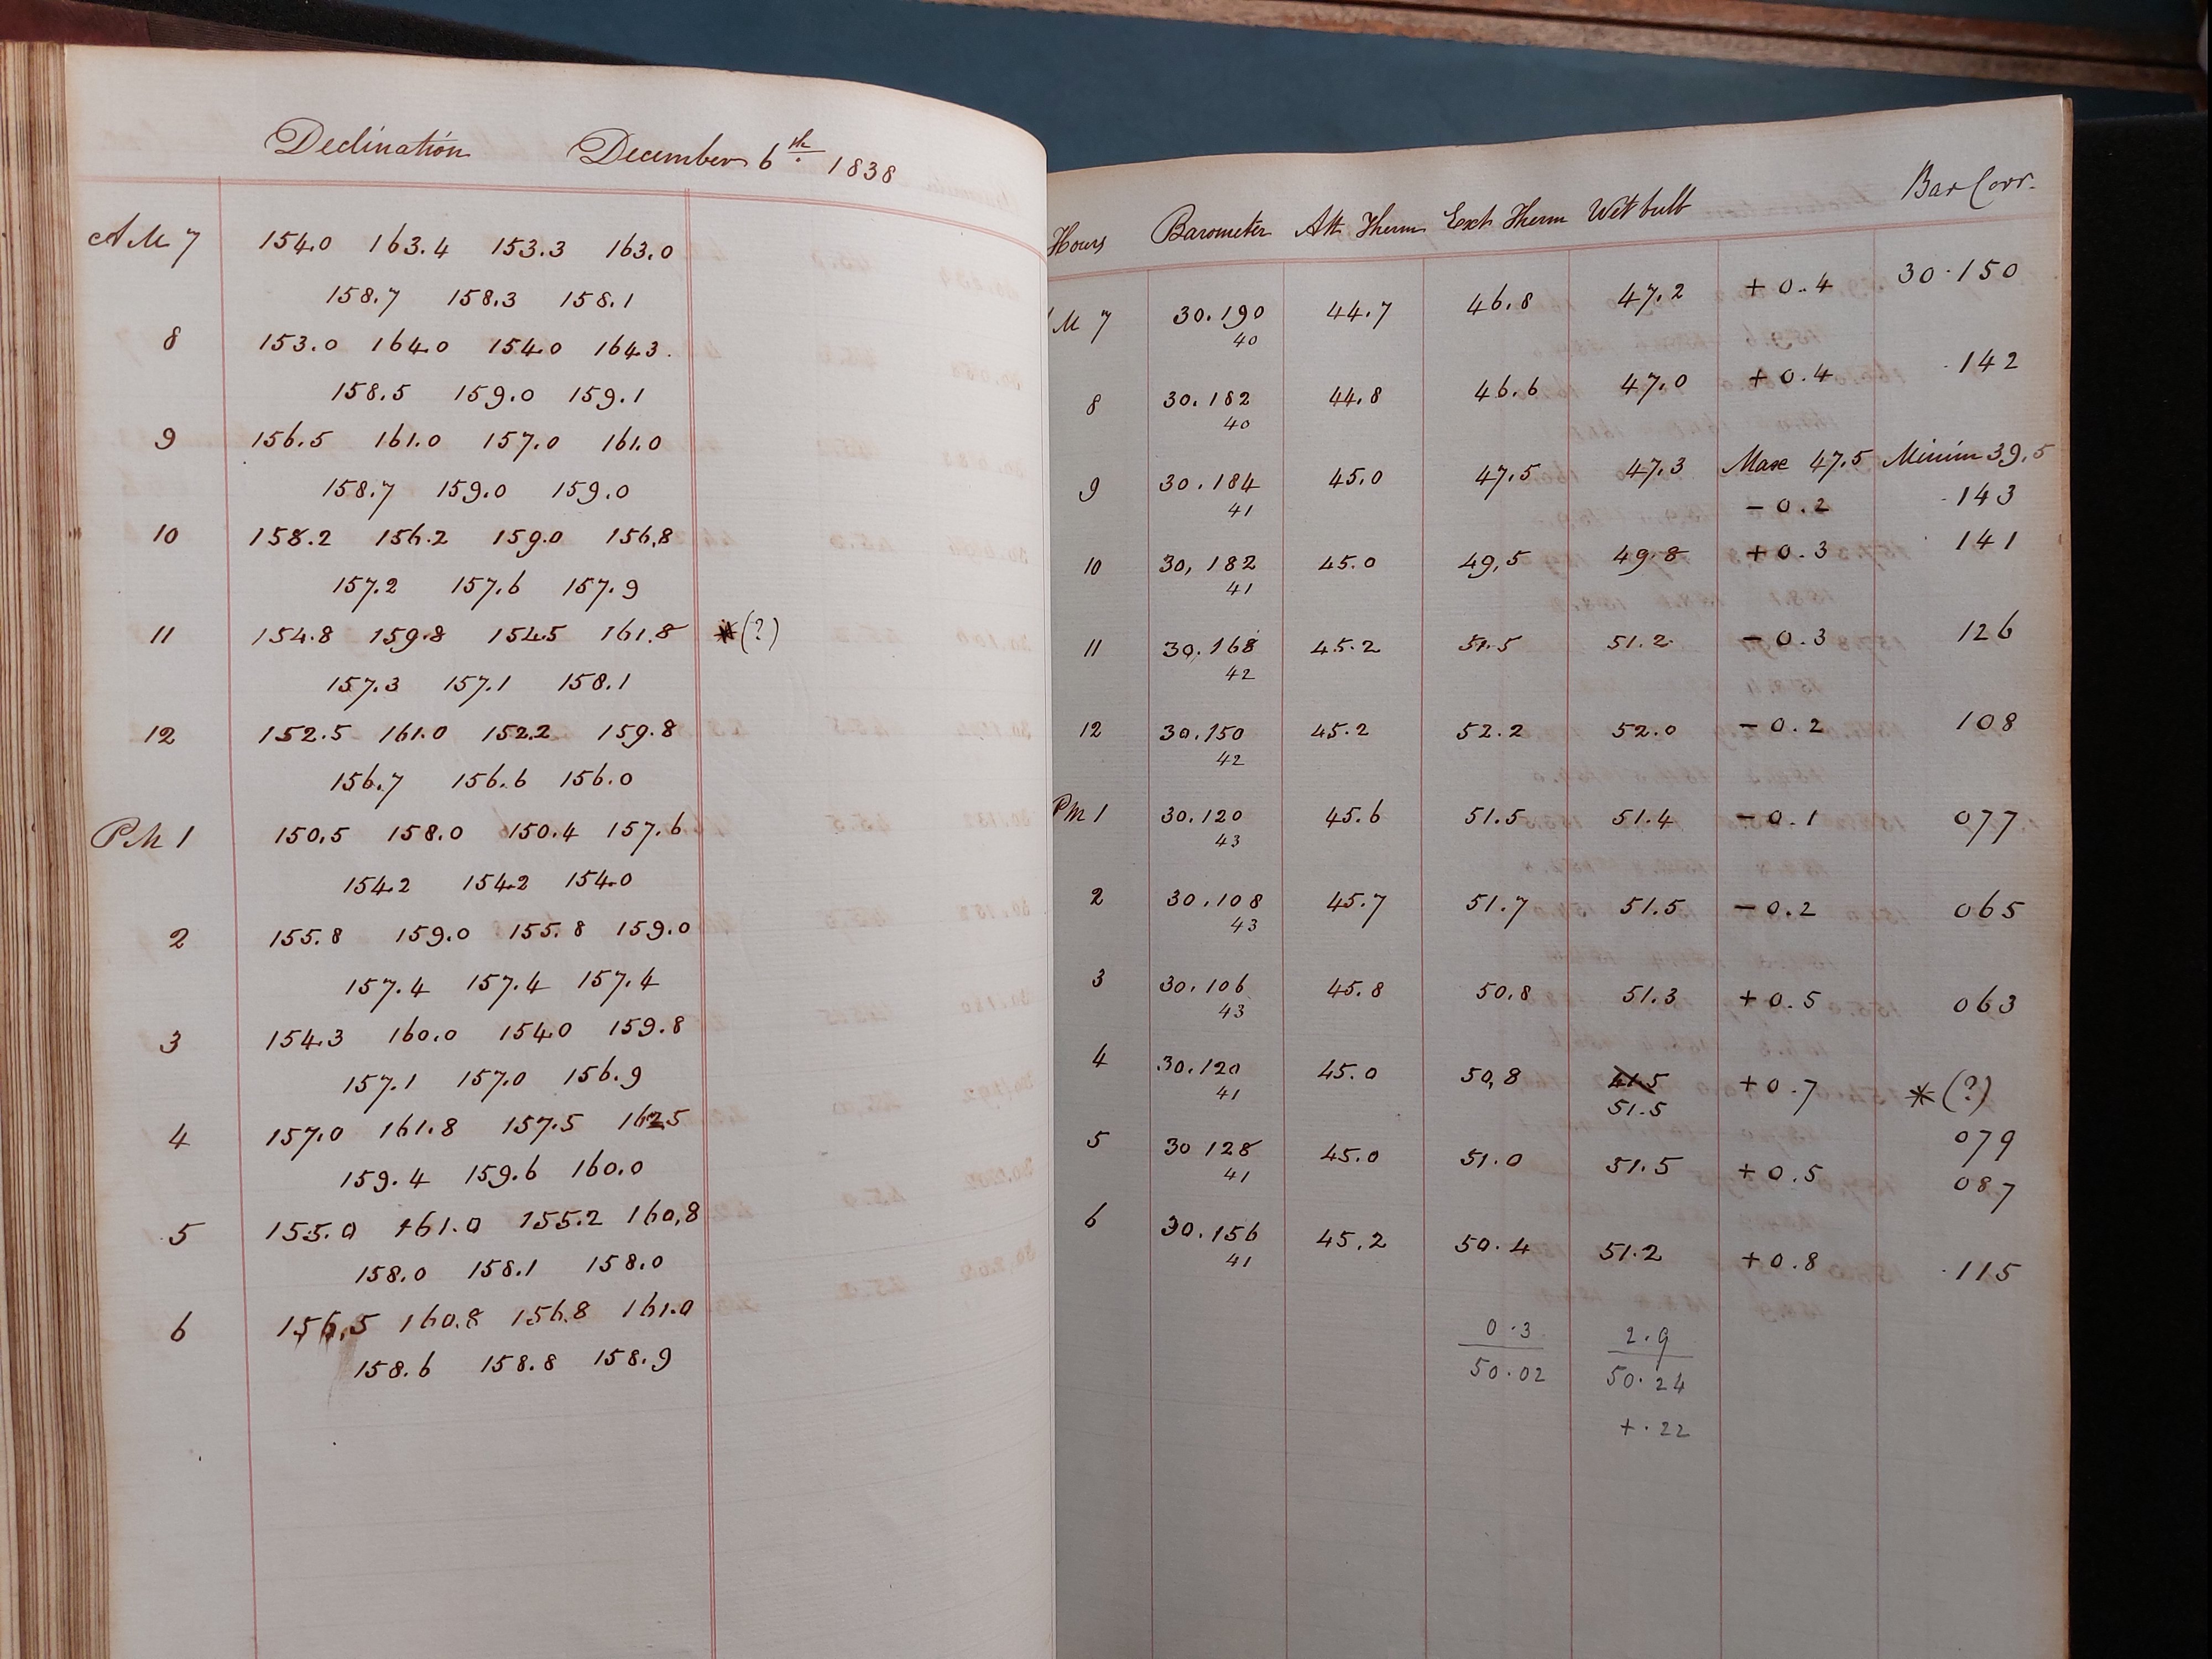 Declination December 6th 1838
AM 7 154.0 163.4 153.3 163.0
158.7 158.3 158.1
8 153.0 164.0 154.0 164.3
158.5 159.0 159.1
9 156.5 161.0 157.0 161.0
158.7 159.0 159.0
10 158.2 156.2 159.0 156.8
157.2 157.6 157.9
11 154.8 159.8 154.5 161.8 *(?)
157.3 157.1 158.1
12 152.5 161.0 152.2 159.8
156.7 156.6 156.0
PM 1 150.5 158.0 150.4 157.6
154.2 154.2 154.0
2 155.8 159.0 155.8 159.0
157.4 157.4 157.4
3 154.3 160.0 154.0 159.8
157.1 157.0 156.9
4 157.0 161.8 157.5 162.5
159.4 159.6 160.0
5 155.0 161.0 155.2 160.8
158.0 158.1 158.0
6 156.5 160.8 156.8 161.0
158.6 158.8 158.9
Hours Barometer Att Therm Ext Therm Wet bulb Bar Corr.
M 7 30.190 44.7 46.8 47.2 + 0.4 30.150
40
8 30.182 44.8 46.6 47.0 + 0.4 .142
40
Max 47.5 Minim 39.5
9 30.184 45.0 47.5 47.3 - 0.2 .143
41
10 30,182 45.0 49,5 49.8 + 0.3 .141
41
11 30.168 45.2 51.5 51.2 - 0.3 126
42
12 30.150 45.2 52.2 52.0 - 0.2 108
42
PM 1 30.120 45.6 51.5 51.4 - 0.1 077
43
2 30.108 45.7 51.7 51.5 - 0.2 065
43
3 30.106 45.8 50.8 51.3 + 0.5 063
43
4 30.120 45.0 50,8 41.5 + 0.7 *(?)
41 51.5 079
5 30 128 45.0 51.0 51.5 + 0.5 087
41
6 30.156 45.2 50.4 51.2 + 0.8 .115
41
0.3 2.9
50.02 50.24
+ .22